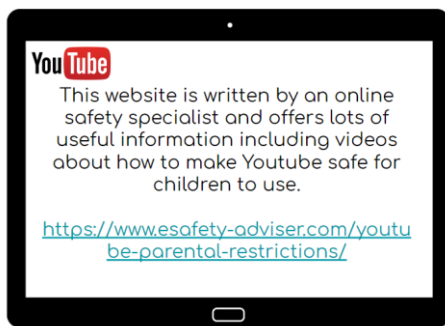 YouTube
This website is written by an online
safety specialist and offers lots of
useful information including videos
about how to make Youtube safe for
children to use.
https://www.esafety-adviser.com/youtu
be-parental-restrictions/